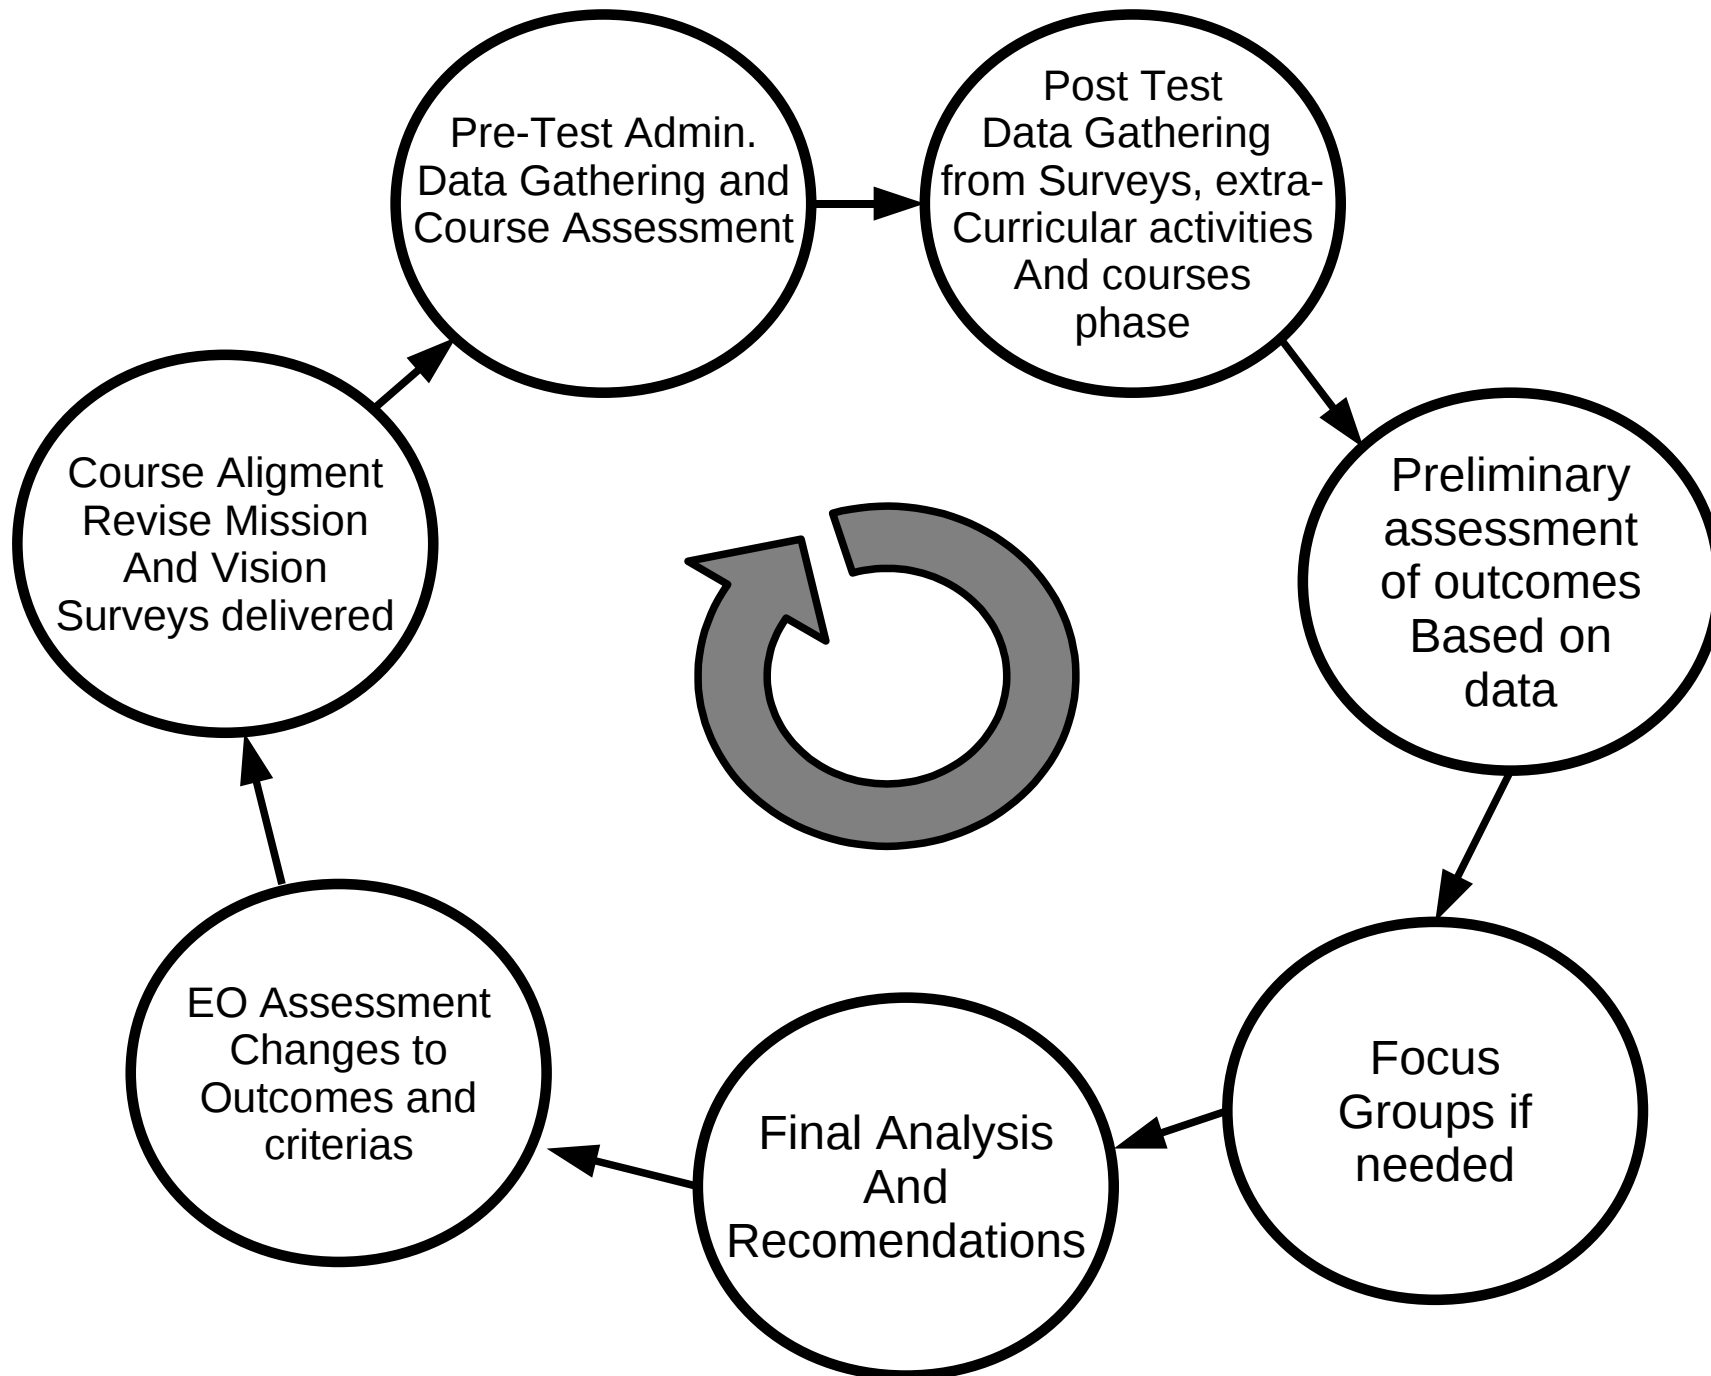 Pre-Test Admin.
Data Gathering and
Course Assessment
Post Test
Data Gathering
from Surveys, extra-
Curricular activities
And courses
phase
Preliminary
assessment
of outcomes
Based on
data
Focus
Groups if
needed
Final Analysis
And
Recomendations
EO Assessment
Changes to
Outcomes and
criterias
Course Aligment
Revise Mission
And Vision
Surveys delivered